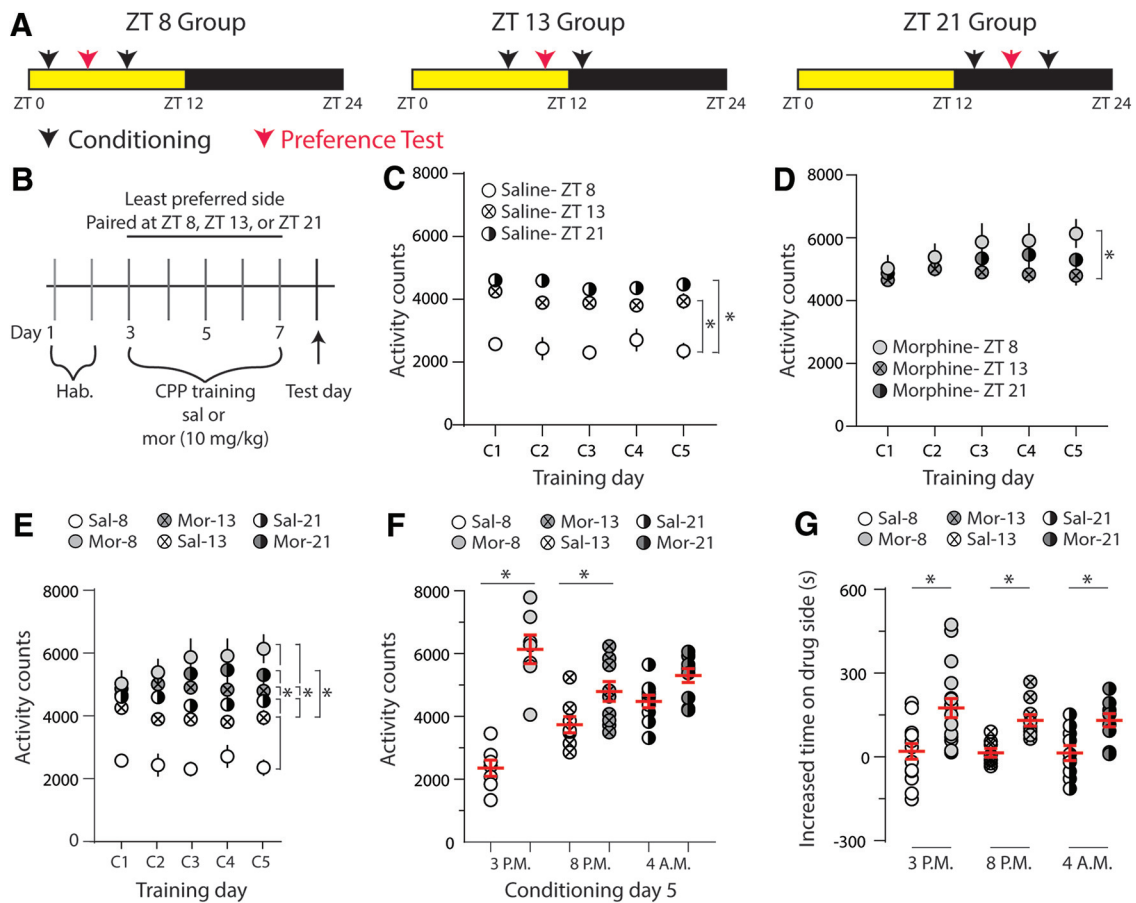 A
ZT 8 Group
ZT 13 Group
ZT 21 Group
ZT 0
ZT 12
ZT 24
ZT 0
ZT 12
ZT 24
ZT 0
ZT 12
ZT 24
Conditioning
Preference Test
B
Least preferred side
Paired at ZT 8, ZT 13, or ZT 21
Day 1 3 5 7
Hab.
CPP training
sal or
mor (10 mg/kg)
Test day
C
Activity counts
8000
6000
4000
2000
0
Saline- ZT 8
Saline- ZT 13
Saline- ZT 21
* *
C1 C2 C3 C4 C5
Training day
D
Activity counts
8000
6000
4000
2000
0
*
Morphine- ZT 8
Morphine- ZT 13
Morphine- ZT 21
C1 C2 C3 C4 C5
Training day
E
Sal-8 Mor-13 Sal-21
Mor-8 Sal-13 Mor-21
Activity counts
8000
6000
4000
2000
0
* * *
C1 C2 C3 C4 C5
Training day
F
Sal-8 Mor-13 Sal-21
Mor-8 Sal-13 Mor-21
Activity counts
8000
6000
4000
2000
0
* *
3 P.M. 8 P.M. 4 A.M.
Conditioning day 5
G
Sal-8 Mor-13 Sal-21
Mor-8 Sal-13 Mor-21
Increased time on drug side (s)
600
300
0
-300
* * *
3 P.M. 8 P.M. 4 A.M.